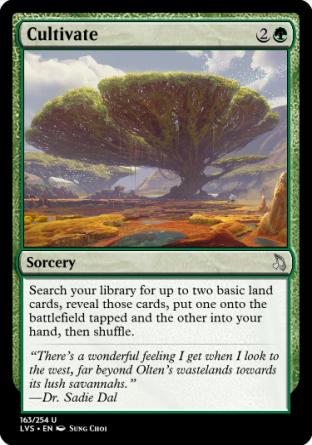 Cultivate 2
Sorcery
Search your library for up to two basic land
cards, reveal those cards, put one onto the
battlefield tapped and the other into your
hand, then shuffle.
“There’s a wonderful feeling I get when I look to
the west, far beyond Olten’s wastelands towards
its lush savannahs.”
—Dr. Sadie Dal
163/254 U
LVS • EN Sung Choi